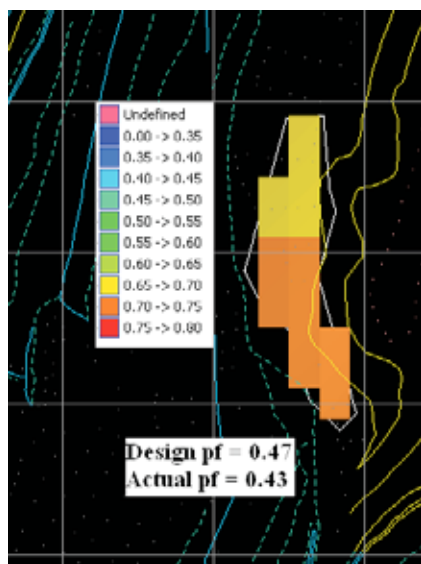 Undefined
0.00 -> 0.35
0.35 -> 0.40
0.40 -> 0.45
0.45 -> 0.50
0.50 -> 0.55
0.55 -> 0.60
0.60 -> 0.65
0.65 -> 0.70
0.70 -> 0.75
0.75 -> 0.80
Design pf = 0.47
Actual pf = 0.43